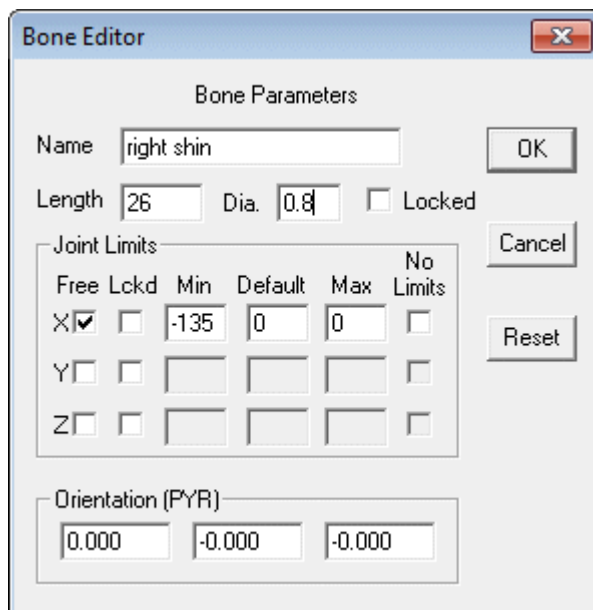 Bone Editor
Bone Parameters
Name right shin OK
Length 26 Dia. 0.8 Locked
Joint Limits Cancel
No
Free Lckd Min Default Max Limits
X -135 0 0 Reset
Y
Z
Orientation (PYR)
0.000 -0.000 -0.000